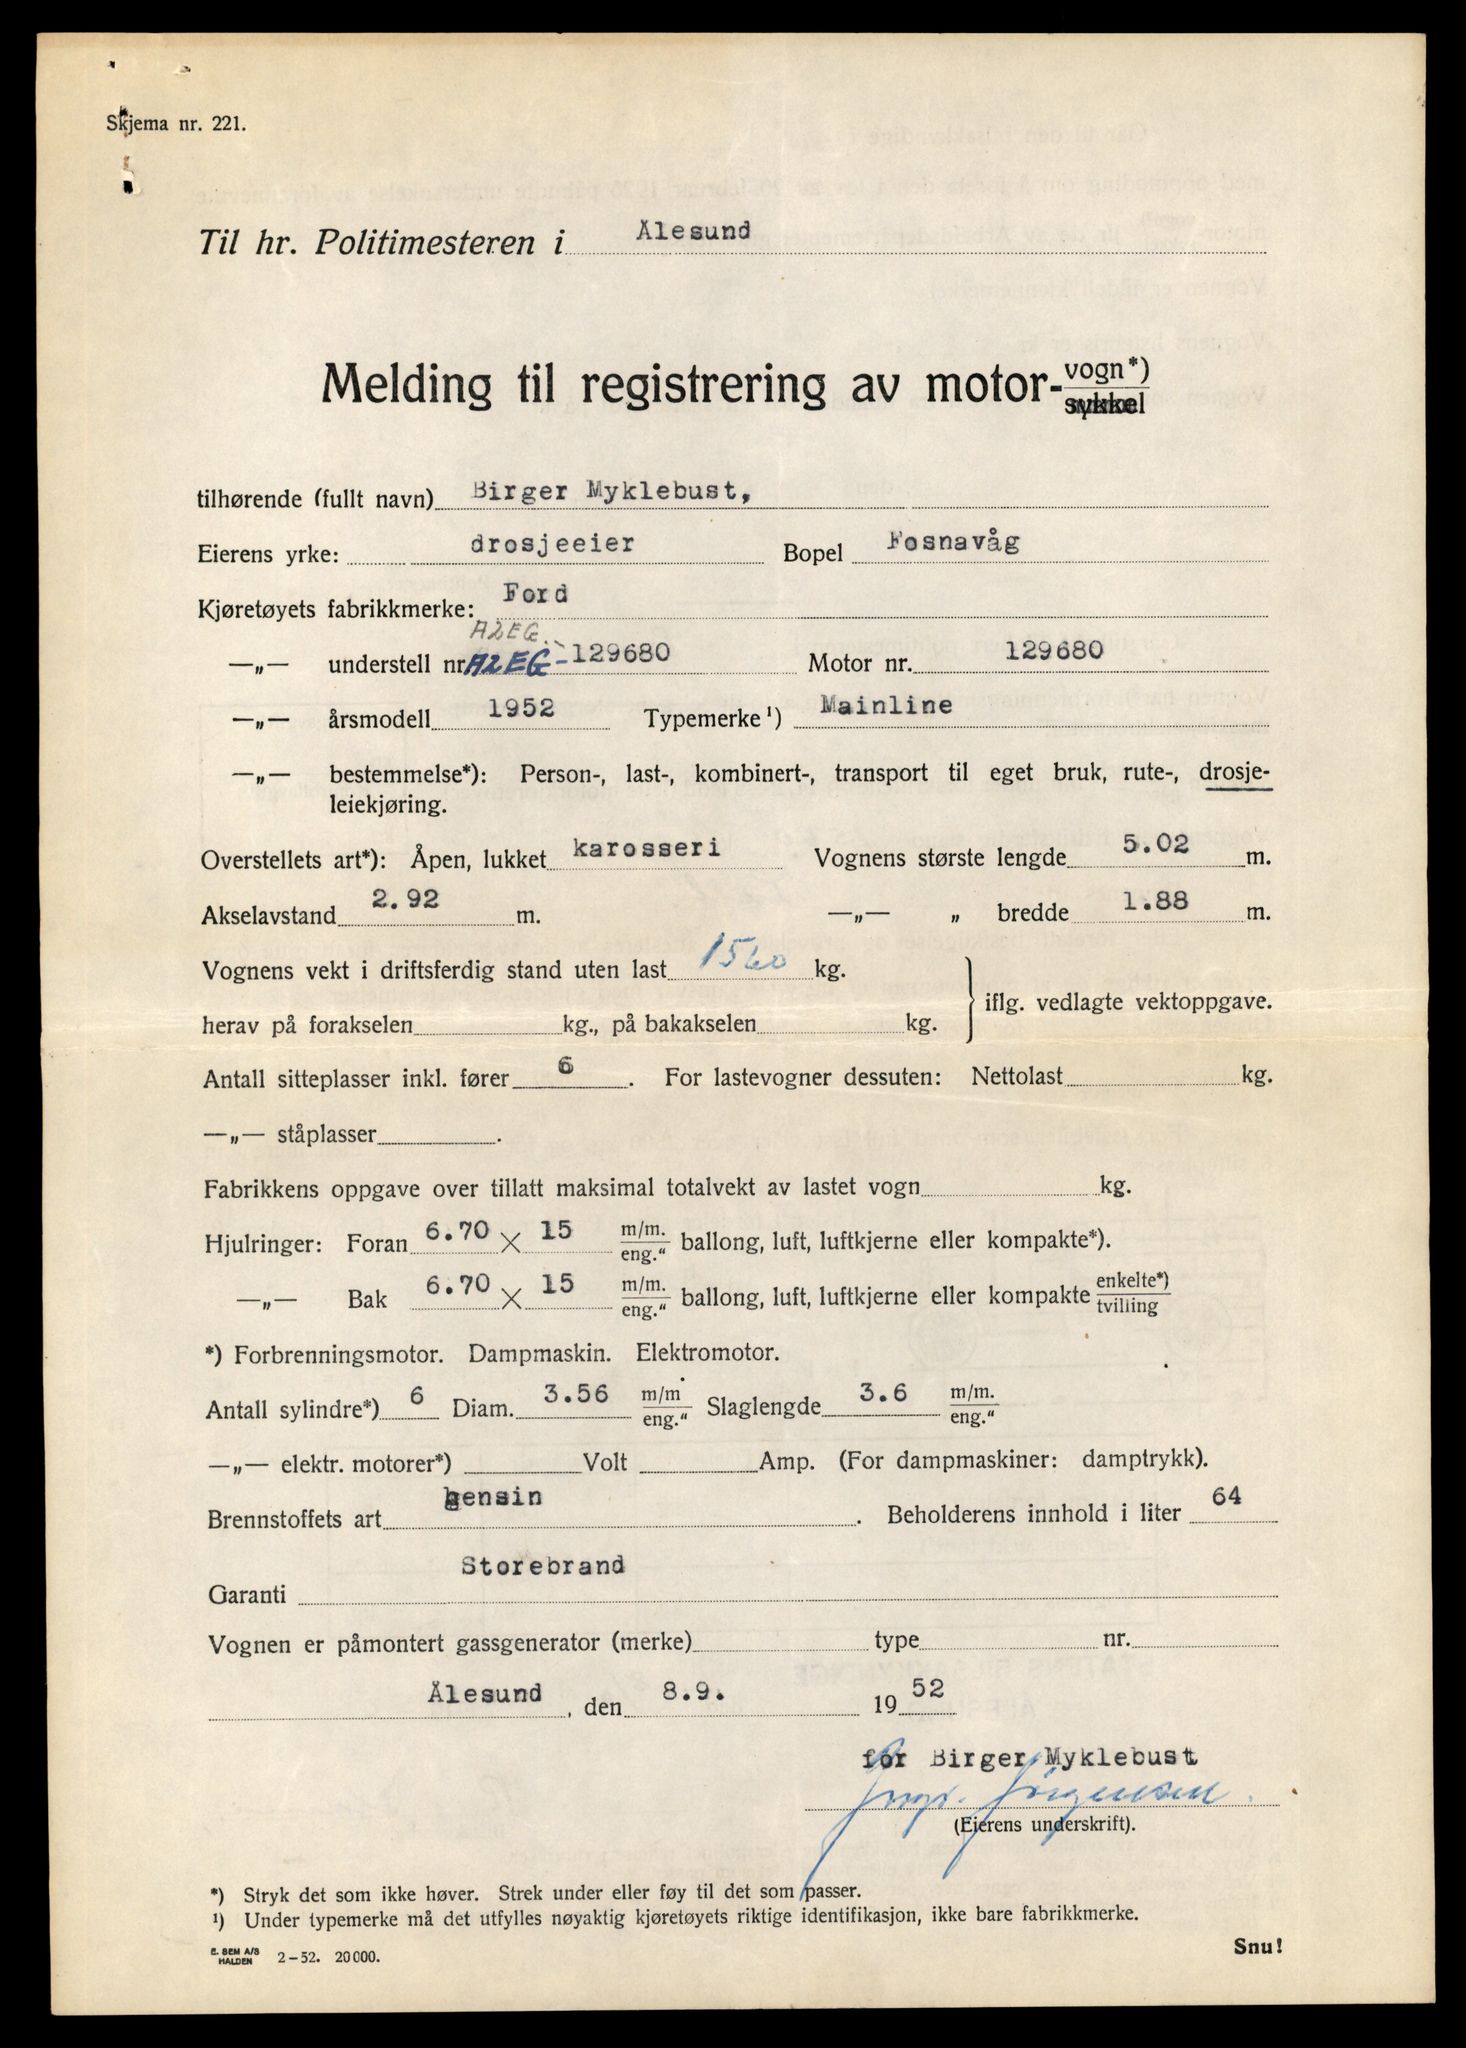 Skjema nr. 221.
Til hr. Politimesteren i Ålesund
Melding til registrering av motor- vogn*)
sykkel
tilhørende (fullt navn) Birger Myklebust,
Eierens yrke: drosjeeier Bopel Fosnavåg
Kjøretøyets fabrikkmerke: Ford
A2EG.
—„— understell nr. A2EG-129680 Motor nr. 129680
—„— årsmodell 1952 Typemerke¹) Mainline
—„— bestemmelse*): Person-, last-, kombinert-, transport til eget bruk, rute-, drosje-
leiekjøring.
Overstellets art*): Åpen, lukket karosseri Vognens største lengde 5.02 m.
Akselavstand 2.92 m. —„— „ bredde 1.88 m.
Vognens vekt i driftsferdig stand uten last 1560 kg.
herav på forakselen kg., på bakakselen kg. iflg. vedlagte vektoppgave.
Antall sitteplasser inkl. fører 6. For lastevogner dessuten: Nettolast kg.
—„— ståplasser .
Fabrikkens oppgave over tillatt maksimal totalvekt av lastet vogn kg.
Hjulringer: Foran 6.70 × 15 m/m. eng.“ ballong, luft, luftkjerne eller kompakte*).
—„— Bak 6.70 × 15 m/m. eng.“ ballong, luft, luftkjerne eller kompakte enkelte*) tvilling
*) Forbrenningsmotor. Dampmaskin. Elektromotor.
Antall sylindre*) 6 Diam. 3.56 m/m eng.“ Slaglengde 3.6 m/m. eng.“
—„— elektr. motorer*) Volt Amp. (For dampmaskiner: damptrykk).
Brennstoffets art bensin. Beholderens innhold i liter 64
Garanti Storebrand
Vognen er påmontert gassgenerator (merke) type nr.
Ålesund, den 8.9. 1952
for Birger Myklebust
Jørgensen
(Eierens underskrift).
*) Stryk det som ikke høver. Strek under eller føy til det som passer.
¹) Under typemerke må det utfylles nøyaktig kjøretøyets riktige identifikasjon, ikke bare fabrikkmerke.
E. SEM A/S
HALDEN 2–52. 20 000.
Snu!